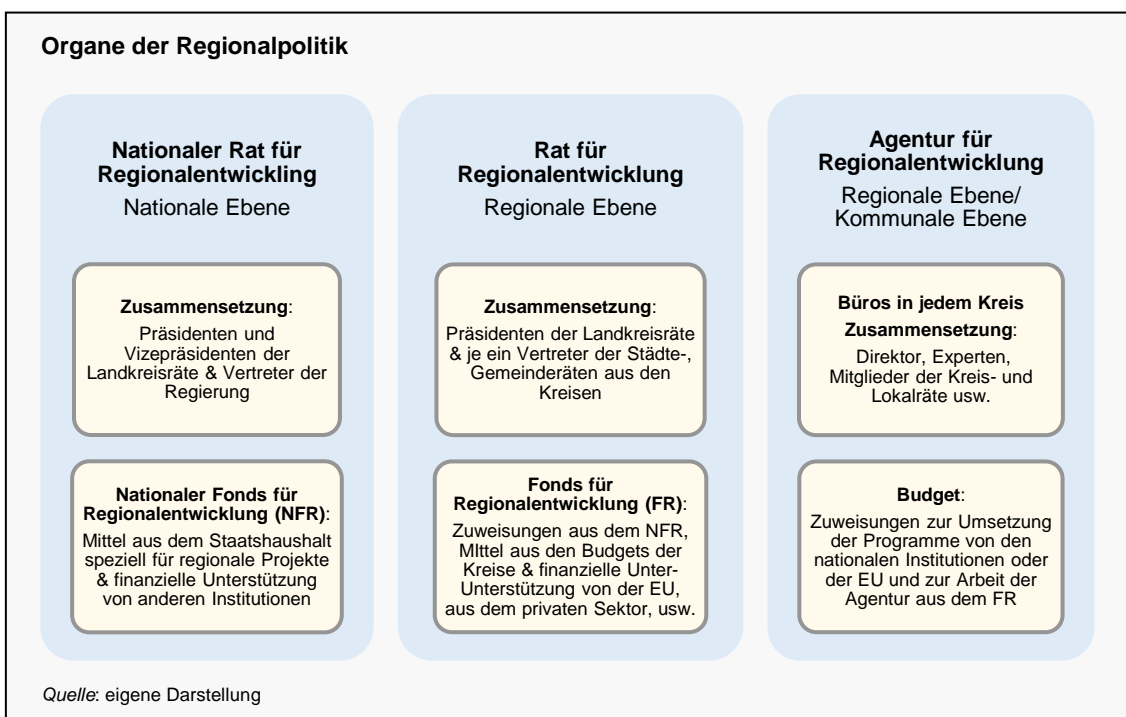 Organe der Regionalpolitik
Nationaler Rat für
Regionalentwickling
Nationale Ebene
Zusammensetzung:
Präsidenten und
Vizepräsidenten der
Landkreisräte & Vertreter der
Regierung
Nationaler Fonds für
Regionalentwicklung (NFR):
Mittel aus dem Staatshaushalt
speziell für regionale Projekte
& finanzielle Unterstützung
von anderen Institutionen
Rat für
Regionalentwicklung
Regionale Ebene
Zusammensetzung:
Präsidenten der Landkreisräte
& je ein Vertreter der Städte-,
Gemeinderäten aus den
Kreisen
Fonds für
Regionalentwicklung (FR):
Zuweisungen aus dem NFR,
MIttel aus den Budgets der
Kreise & finanzielle Unter-
Unterstützung von der EU,
aus dem privaten Sektor, usw.
Agentur für
Regionalentwicklung
Regionale Ebene/
Kommunale Ebene
Büros in jedem Kreis
Zusammensetzung:
Direktor, Experten,
Mitglieder der Kreis- und
Lokalräte usw.
Budget:
Zuweisungen zur Umsetzung
der Programme von den
nationalen Institutionen oder
der EU und zur Arbeit der
Agentur aus dem FR
Quelle: eigene Darstellung